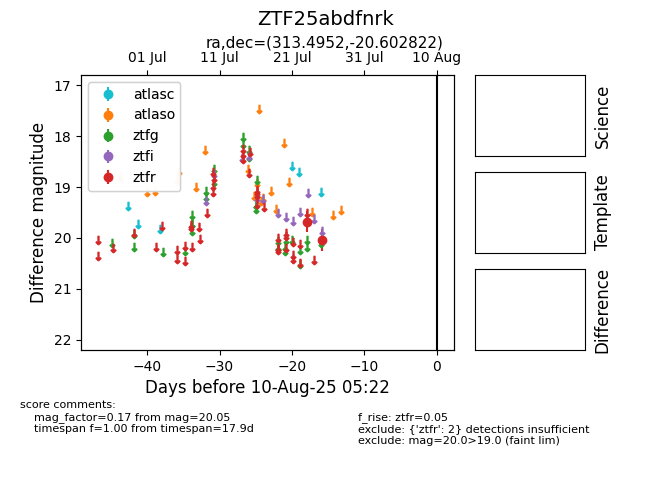 ZTF25abdfnrk
ra,dec=(313.4952,-20.602822)
01 Jul 11 Jul 21 Jul 31 Jul 10 Aug
17
18
19
20
21
22
Difference magnitude
atlasc
atlaso
ztfg
ztfi
ztfr
−40 −30 −20 −10 0
Days before 10-Aug-25 05:22
Science
Template
Difference
score comments:
mag_factor=0.17 from mag=20.05
timespan f=1.00 from timespan=17.9d
f_rise: ztfr=0.05
exclude: {'ztfr': 2} detections insufficient
exclude: mag=20.0>19.0 (faint lim)